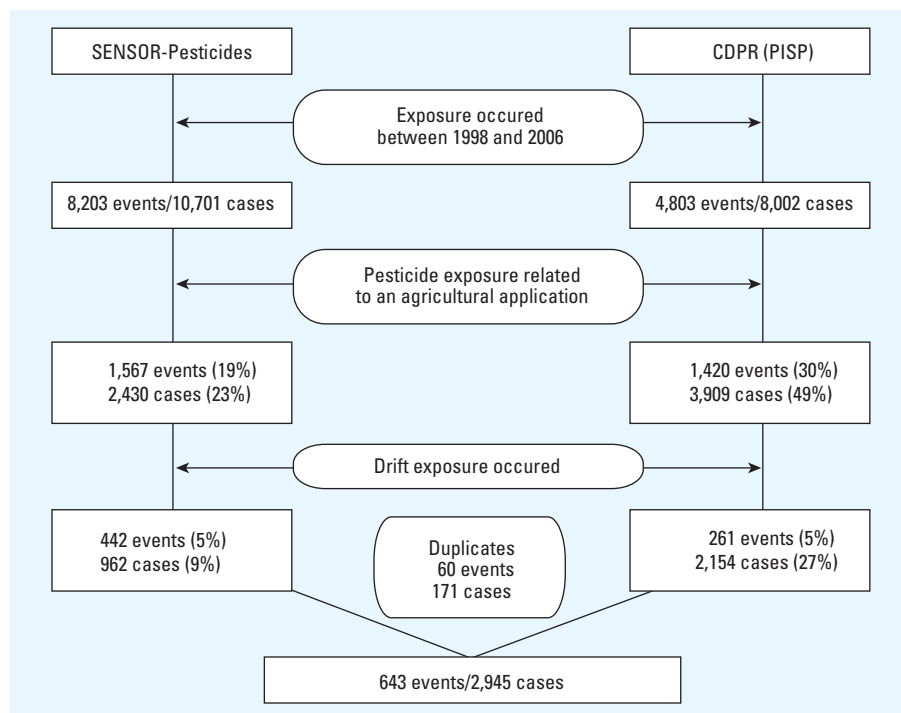 SENSOR-Pesticides
CDPR (PISP)
Exposure occured
between 1998 and 2006
8,203 events/10,701 cases
4,803 events/8,002 cases
Pesticide exposure related
to an agricultural application
1,567 events (19%)
2,430 cases (23%)
1,420 events (30%)
3,909 cases (49%)
Drift exposure occured
442 events (5%)
962 cases (9%)
Duplicates
60 events
171 cases
261 events (5%)
2,154 cases (27%)
643 events/2,945 cases